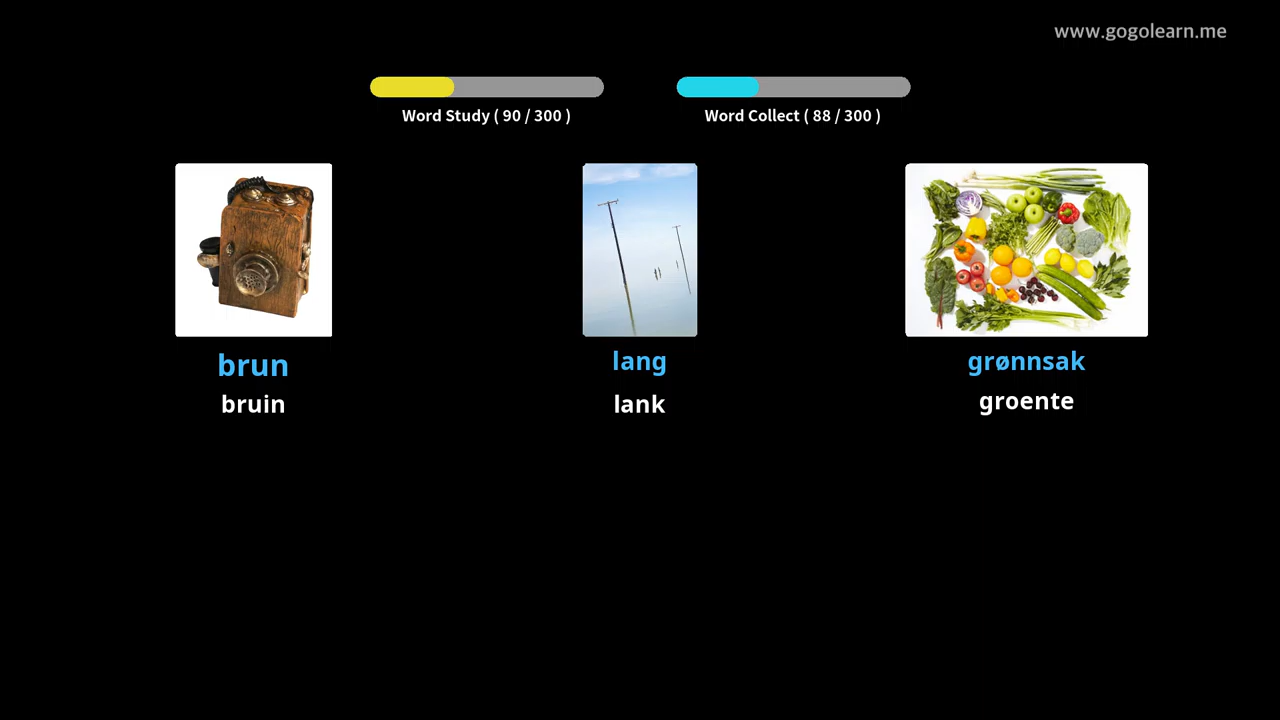 www.gogolearn.me
Word Study ( 90 / 300 )
Word Collect ( 88 / 300 )
brun
lang
grønnsak
bruin
lank
groente